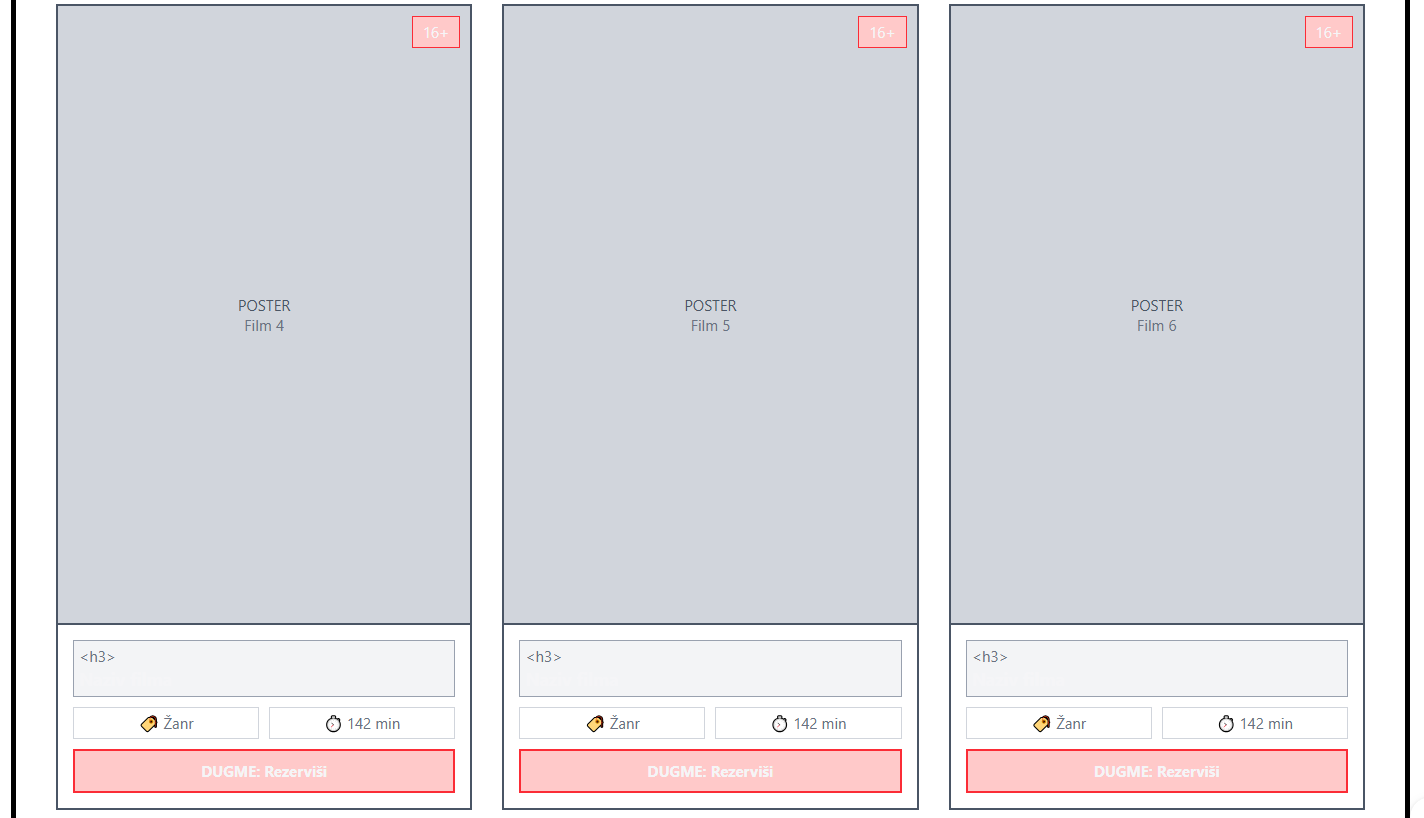 16+
POSTER
Film 4
<h3>
Žanr
142 min
DUGME: Rezerviši
16+
POSTER
Film 5
<h3>
Žanr
142 min
DUGME: Rezerviši
16+
POSTER
Film 6
<h3>
Žanr
142 min
DUGME: Rezerviši